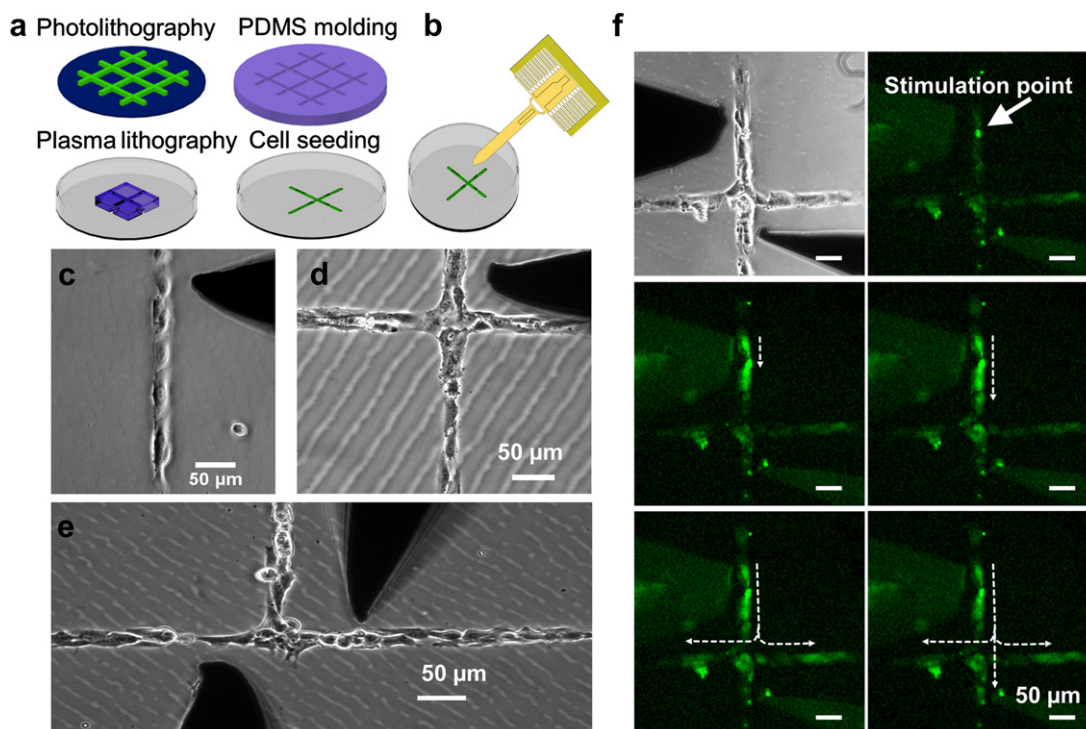 a
Photolithography
PDMS molding
b
Plasma lithography
Cell seeding
c
50 µm
d
50 µm
e
50 µm
f
Stimulation point
50 µm